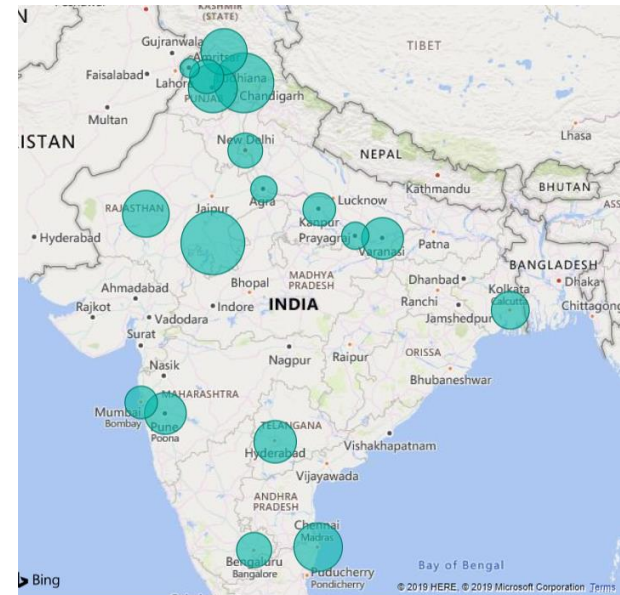 KASHMIR
(STATE)
Gujranwala
TIBET
Amritsar
Faisalabad
Lahore
Ludhiana
PUNJAB
Chandigarh
Multan
Lhasa
ISTAN
New Delhi
NEPAL
Kathmandu
BHUTAN
ASS
RAJASTHAN
Jaipur
Agra
Lucknow
Kanpur
Hyderabad
Prayagraj
Varanasi
Patna
BANGLADESH
Bhopal
MADHYA
PRADESH
Dhanbad
Dhaka
Ahmadabad
Kolkata
Calcutta
Rajkot
Indore
INDIA
Ranchi
Chittagong
Vadodara
Jamshedpur
Surat
Nasik
Nagpur
Raipur
ORISSA
Bhubaneswar
MAHARASHTRA
Mumbai
Bombay
Pune
Poona
TELANGANA
Hyderabad
Vishakhapatnam
Vijayawada
ANDHRA
PRADESH
Chennai
Madras
Bengaluru
Bangalore
Bay of Bengal
Puducherry
Pondicherry
Bing
© 2019 HERE, © 2019 Microsoft Corporation Terms